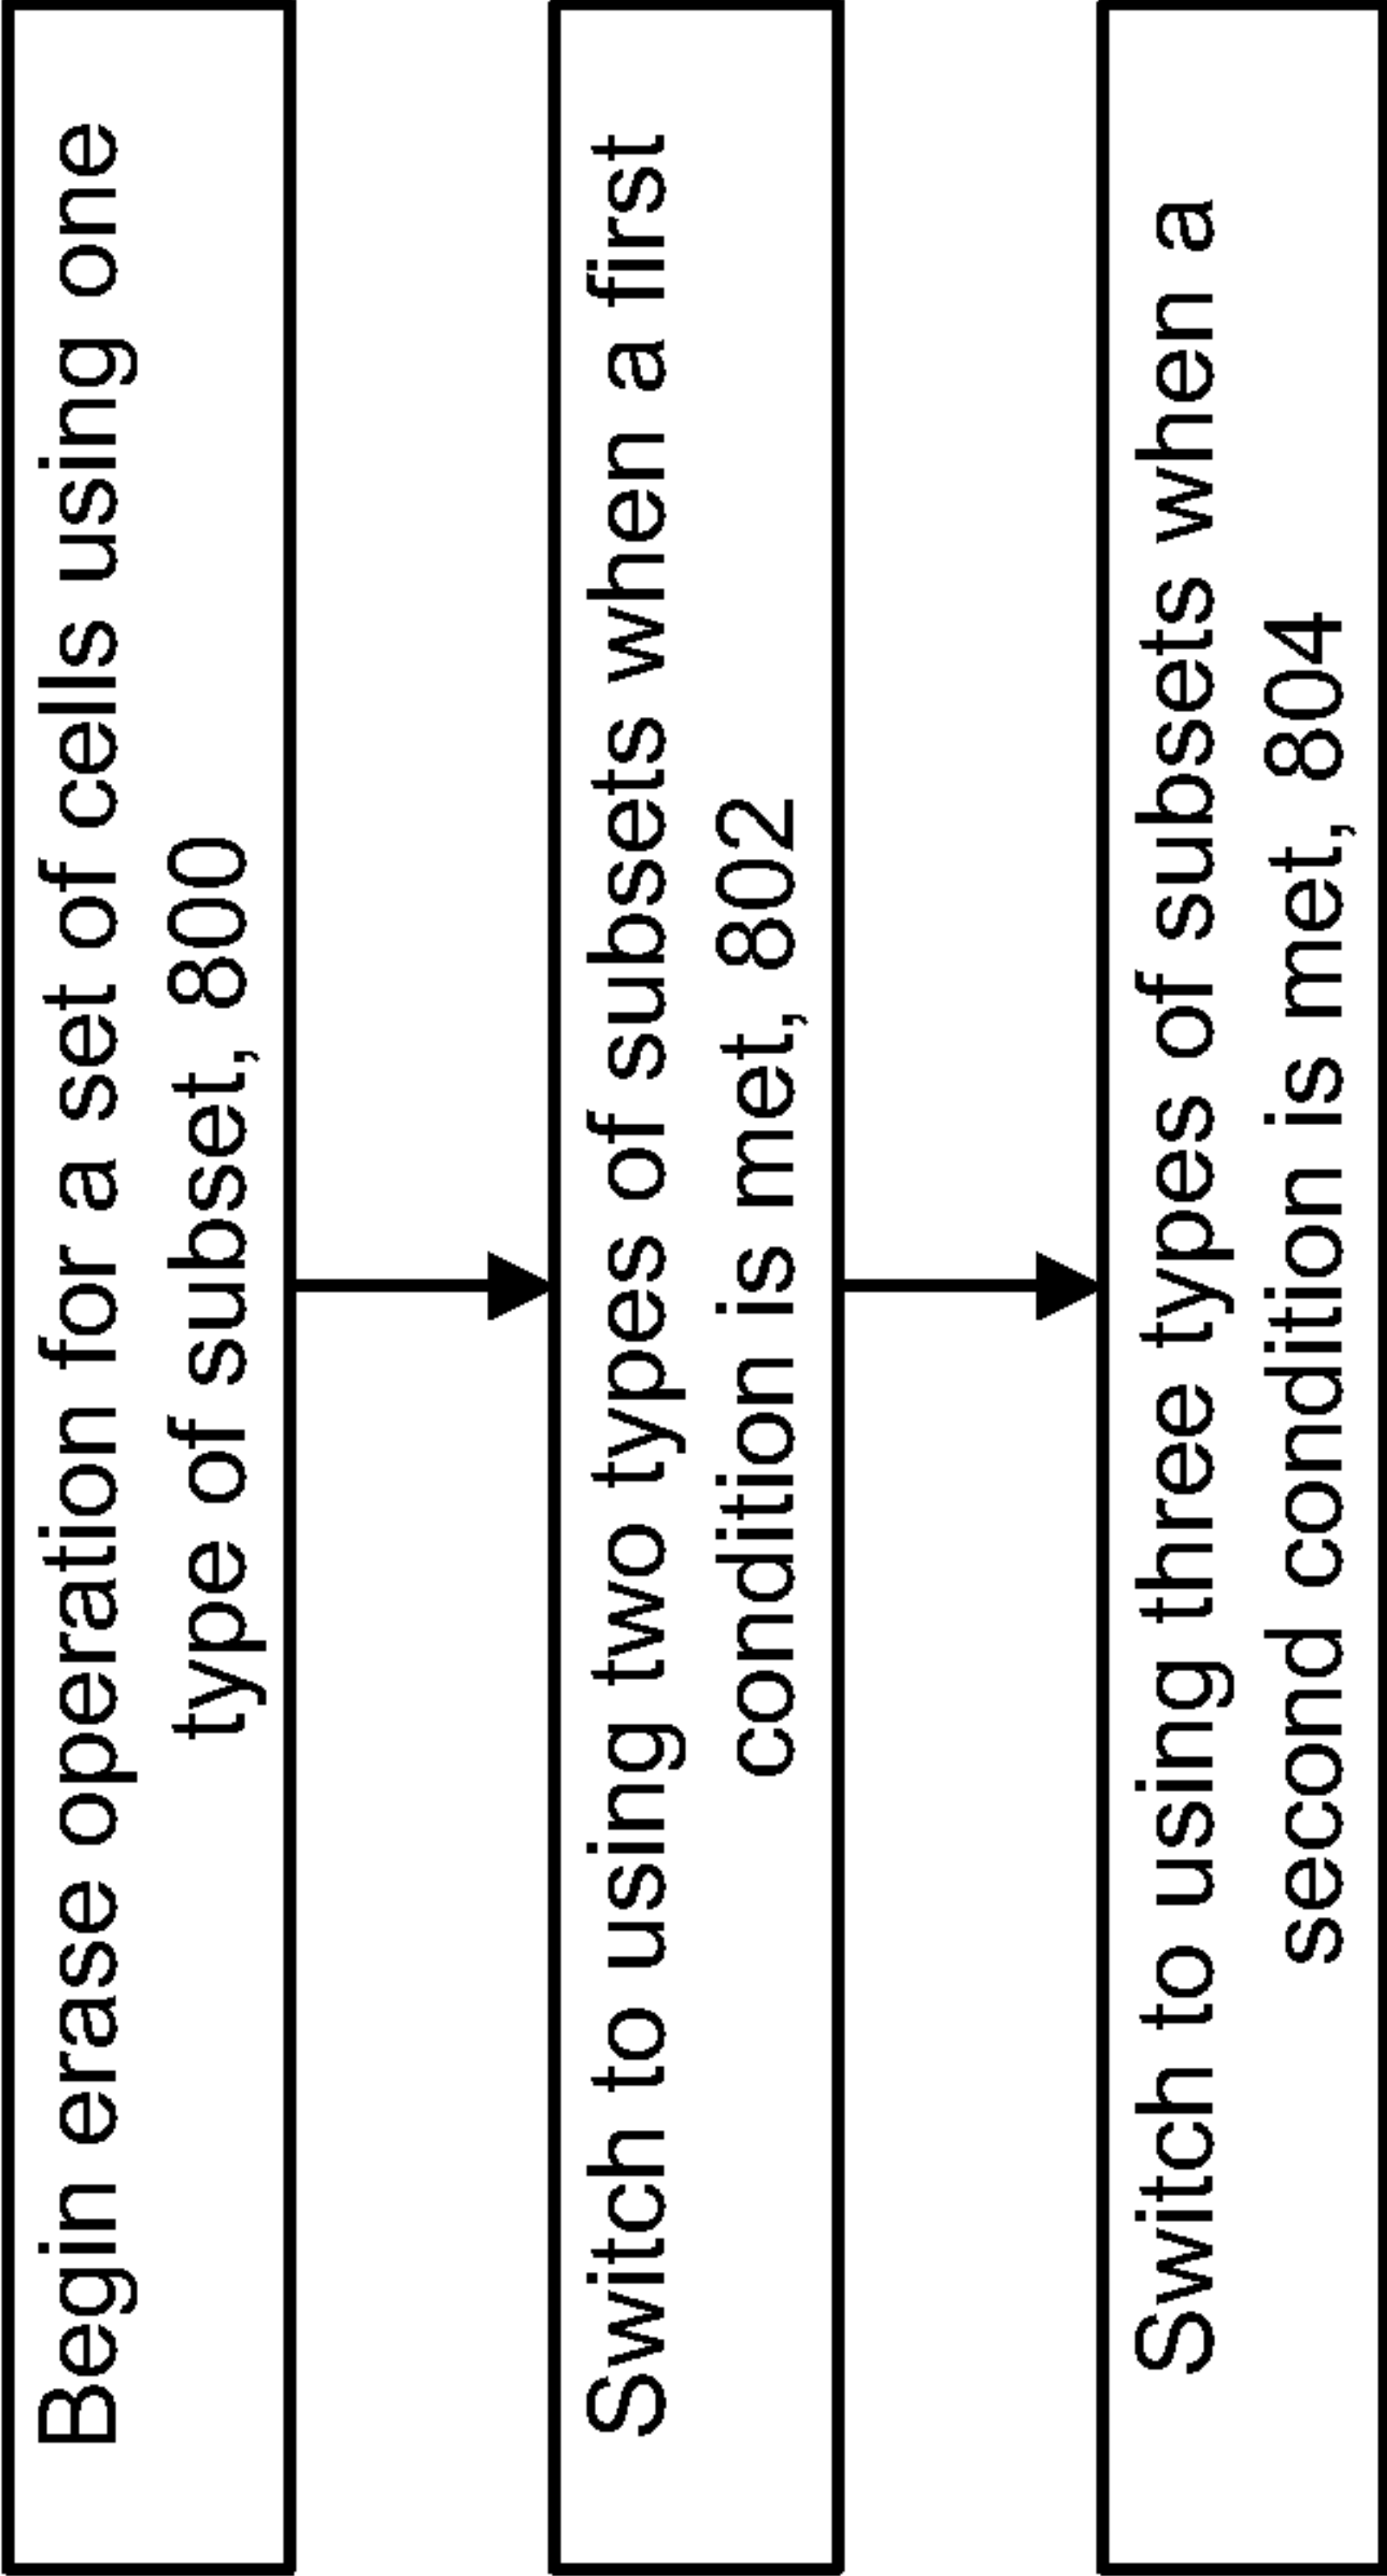 Begin erase operation for a set of cells using one
type of subset, 800
Switch to using two types of subsets when a first
condition is met, 802
Switch to using three types of subsets when a
second condition is met, 804